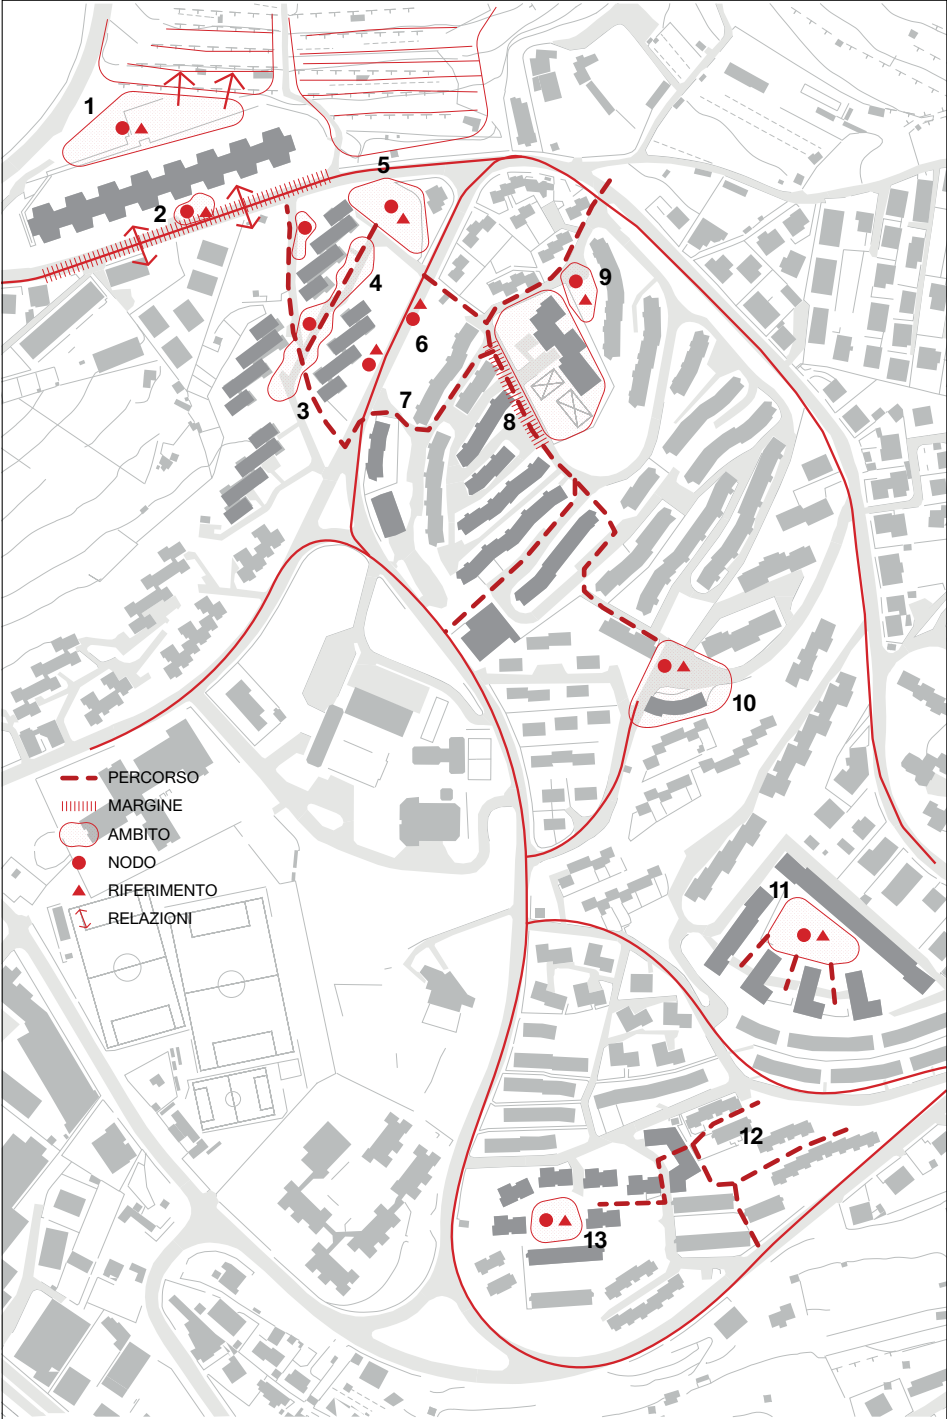 1
5
2
4
9
6
3
7
8
10
PERCORSO
MARGINE
AMBITO
NODO
RIFERIMENTO
RELAZIONI
11
12
13